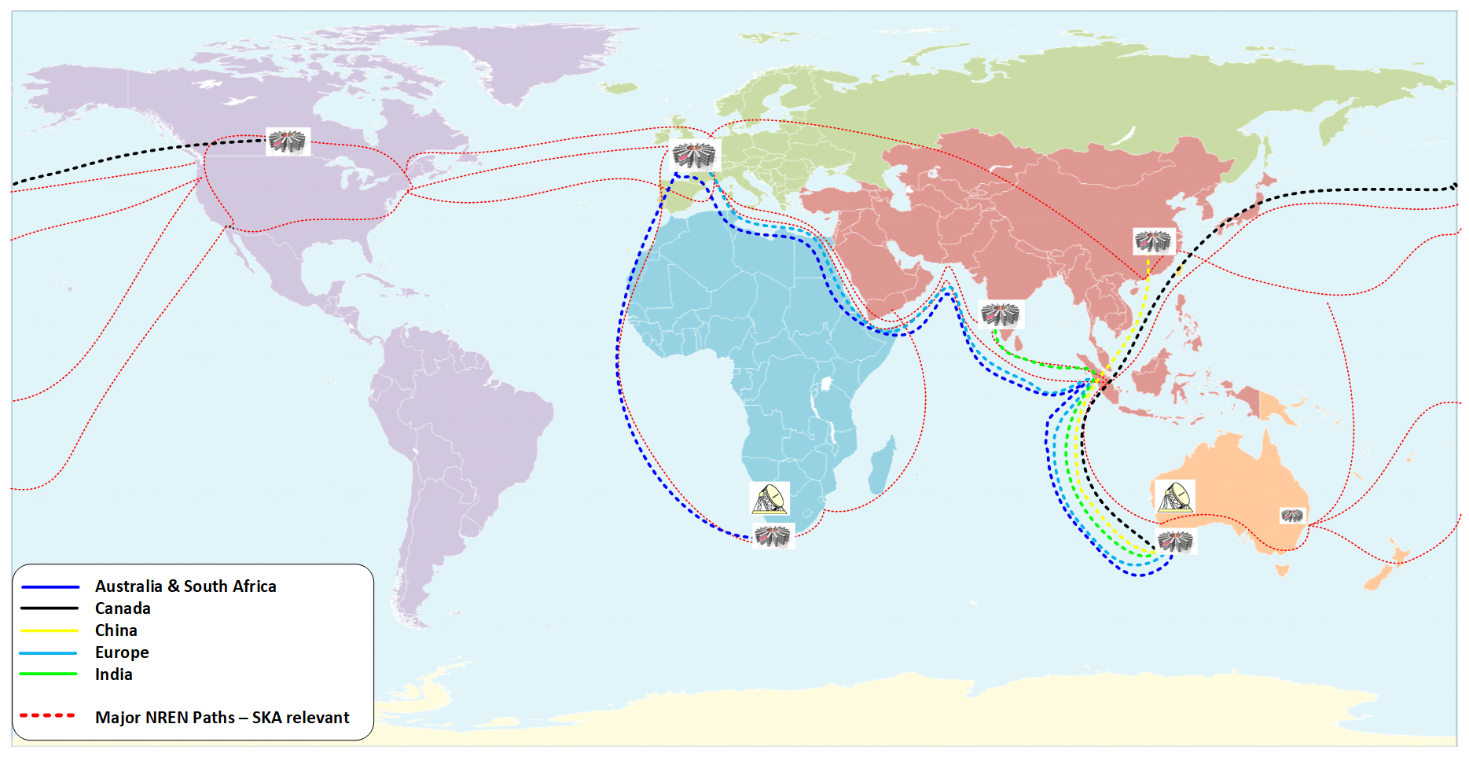 Australia & South Africa
Canada
China
Europe
India
Major NREN Paths – SKA relevant